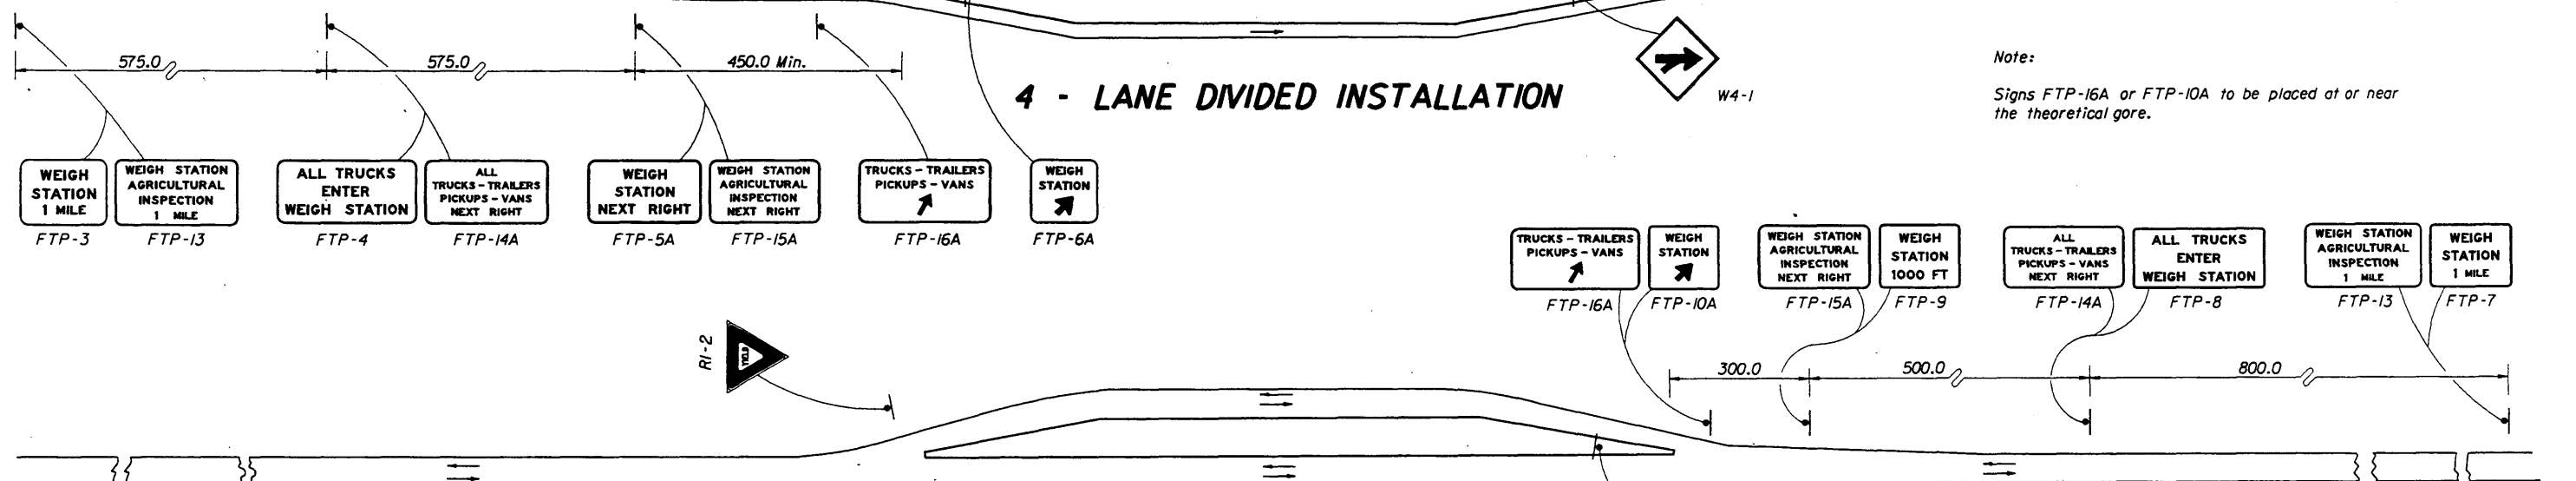 575.0
575.0
450.0 Min.
4 - LANE DIVIDED INSTALLATION
W4-1
Note:
Signs FTP-16A or FTP-10A to be placed at or near
the theoretical gore.
WEIGH
STATION
1 MILE
FTP-3
WEIGH STATION
AGRICULTURAL
INSPECTION
1 MILE
FTP-13
ALL TRUCKS
ENTER
WEIGH STATION
FTP-4
ALL
TRUCKS-TRAILERS
PICKUPS-VANS
NEXT RIGHT
FTP-14A
WEIGH
STATION
NEXT RIGHT
FTP-5A
WEIGH STATION
AGRICULTURAL
INSPECTION
NEXT RIGHT
FTP-15A
TRUCKS-TRAILERS
PICKUPS-VANS
FTP-16A
WEIGH
STATION
FTP-6A
TRUCKS-TRAILERS
PICKUPS-VANS
FTP-16A
WEIGH
STATION
FTP-10A
WEIGH STATION
AGRICULTURAL
INSPECTION
NEXT RIGHT
FTP-15A
WEIGH
STATION
1000 FT
FTP-9
ALL
TRUCKS-TRAILERS
PICKUPS-VANS
NEXT RIGHT
FTP-14A
ALL TRUCKS
ENTER
WEIGH STATION
FTP-8
WEIGH STATION
AGRICULTURAL
INSPECTION
1 MILE
FTP-13
WEIGH
STATION
1 MILE
FTP-7
R1-2
YIELD
300.0
500.0
800.0